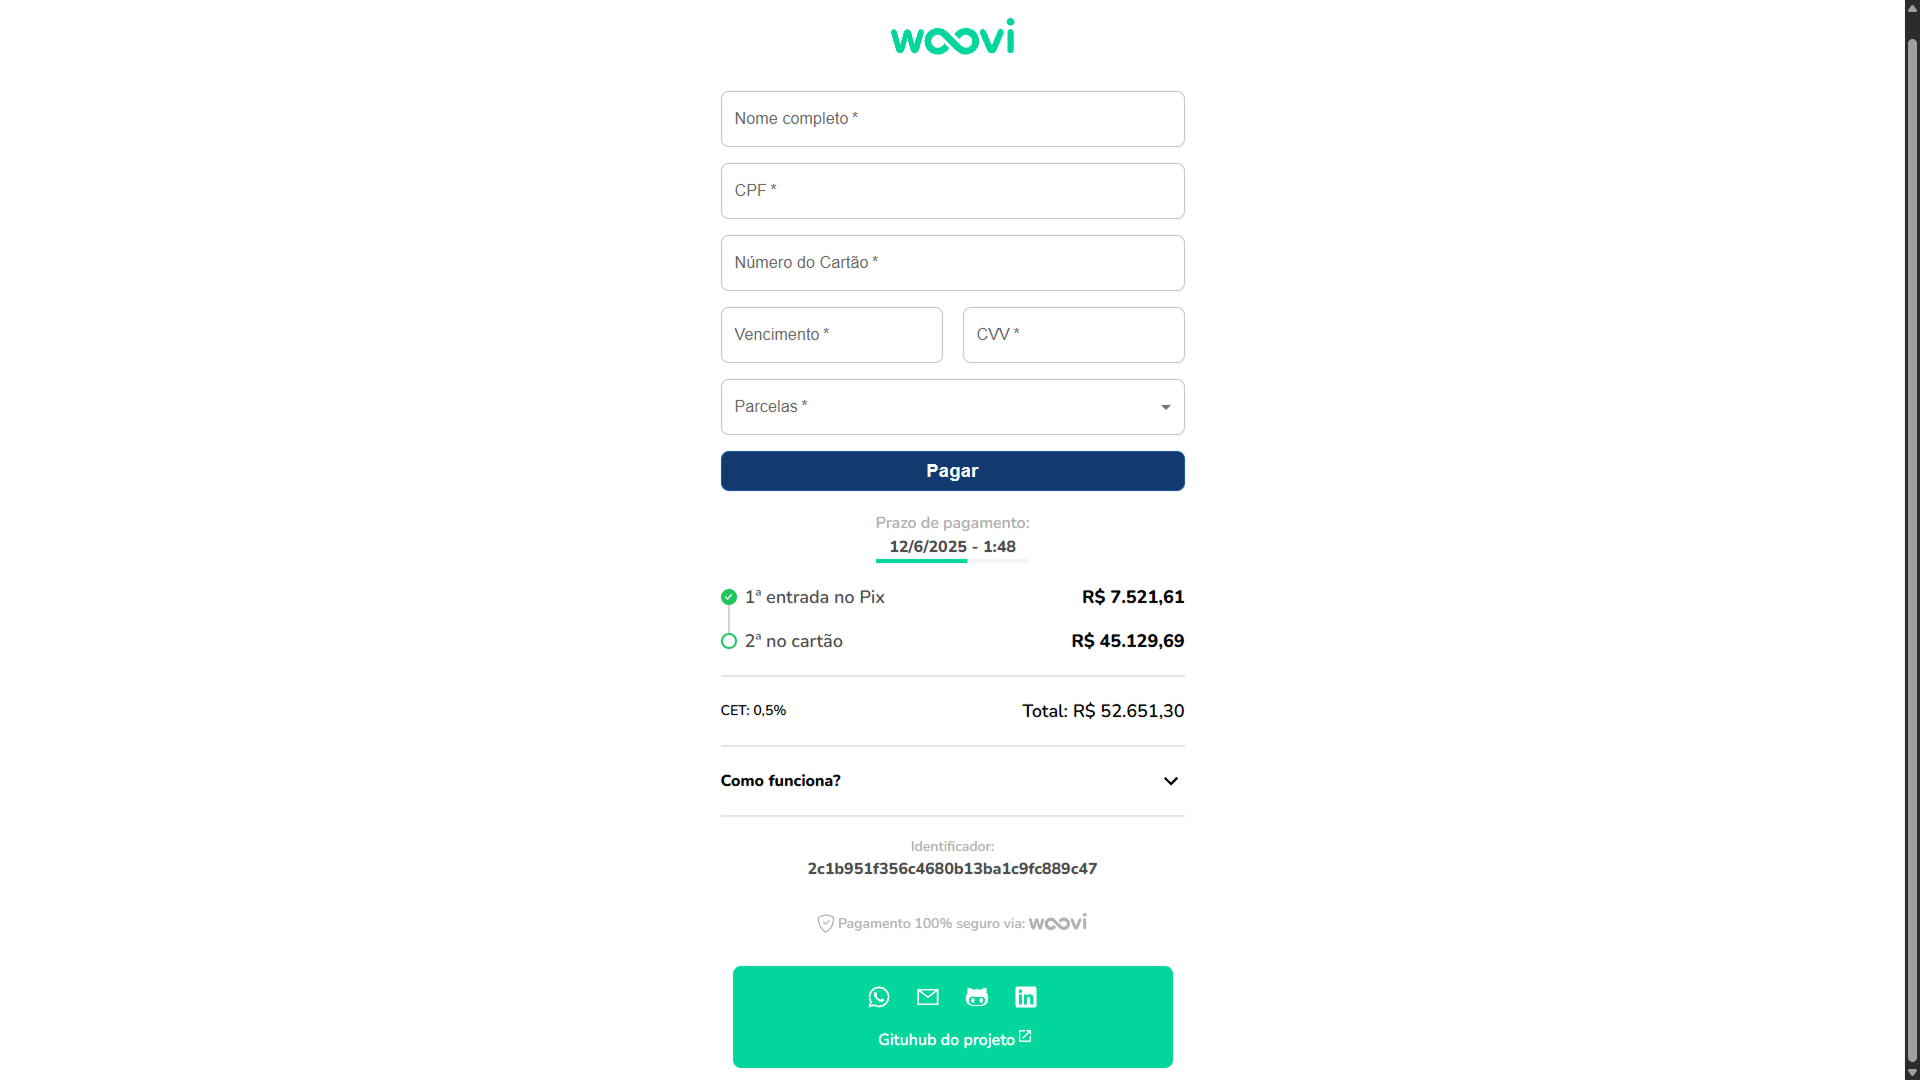 woovi
Nome completo *
CPF *
Número do Cartão *
Vencimento * CVV *
Parcelas *
Pagar
Prazo de pagamento:
12/6/2025 - 1:48
1ª entrada no Pix R$ 7.521,61
2ª no cartão R$ 45.129,69
CET: 0,5% Total: R$ 52.651,30
Como funciona?
Identificador:
2c1b951f356c4680b13ba1c9fc889c47
Pagamento 100% seguro via: woovi
in
Gituhub do projeto